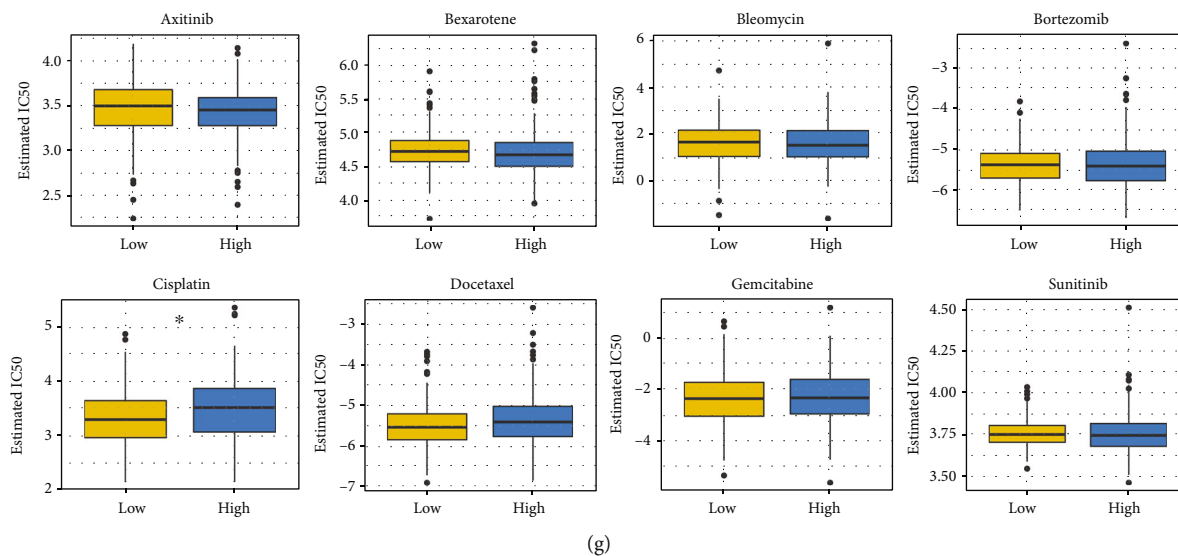 Axitinib
Estimated IC50
4.0
3.5
3.0
2.5
Low High
Bexarotene
Estimated IC50
6.0
5.5
5.0
4.5
4.0
Low High
Bleomycin
Estimated IC50
6
4
2
0
Low High
Bortezomib
Estimated IC50
−3
−4
−5
−6
Low High
Cisplatin
Estimated IC50
5
4
3
2
*
Low High
Docetaxel
Estimated IC50
−3
−4
−5
−6
−7
Low High
Gemcitabine
Estimated IC50
0
−2
−4
Low High
Sunitinib
Estimated IC50
4.50
4.25
4.00
3.75
3.50
Low High
(g)